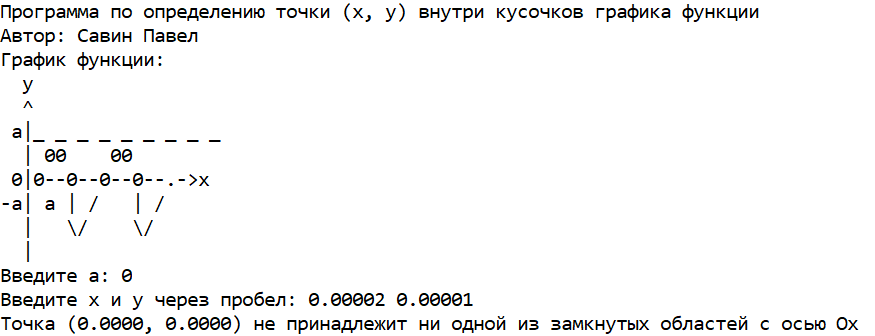 Программа по определению точки (x, y) внутри кусочков графика функции
Автор: Савин Павел
График функции:
  y
  ^
 a|_ _ _ _ _ _ _ _ _
  | 00    00
 0|0--0--0--0--.->x
-a| a | /   | /
  |   \/    \/
  |
Введите a: 0
Введите x и y через пробел: 0.00002 0.00001
Точка (0.0000, 0.0000) не принадлежит ни одной из замкнутых областей с осью Ox